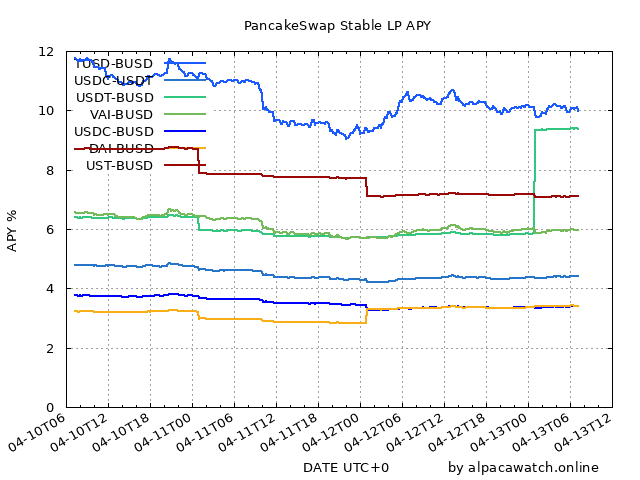 PancakeSwap Stable LP APY
12
10
8
6
4
2
0
APY %
TUSD-BUSD
USDC-USDT
USDT-BUSD
VAI-BUSD
USDC-BUSD
DAI-BUSD
UST-BUSD
04-10T06
04-10T12
04-10T18
04-11T00
04-11T06
04-11T12
04-11T18
04-12T00
04-12T06
04-12T12
04-12T18
04-13T00
04-13T06
04-13T12
DATE UTC+0
by alpacawatch.online